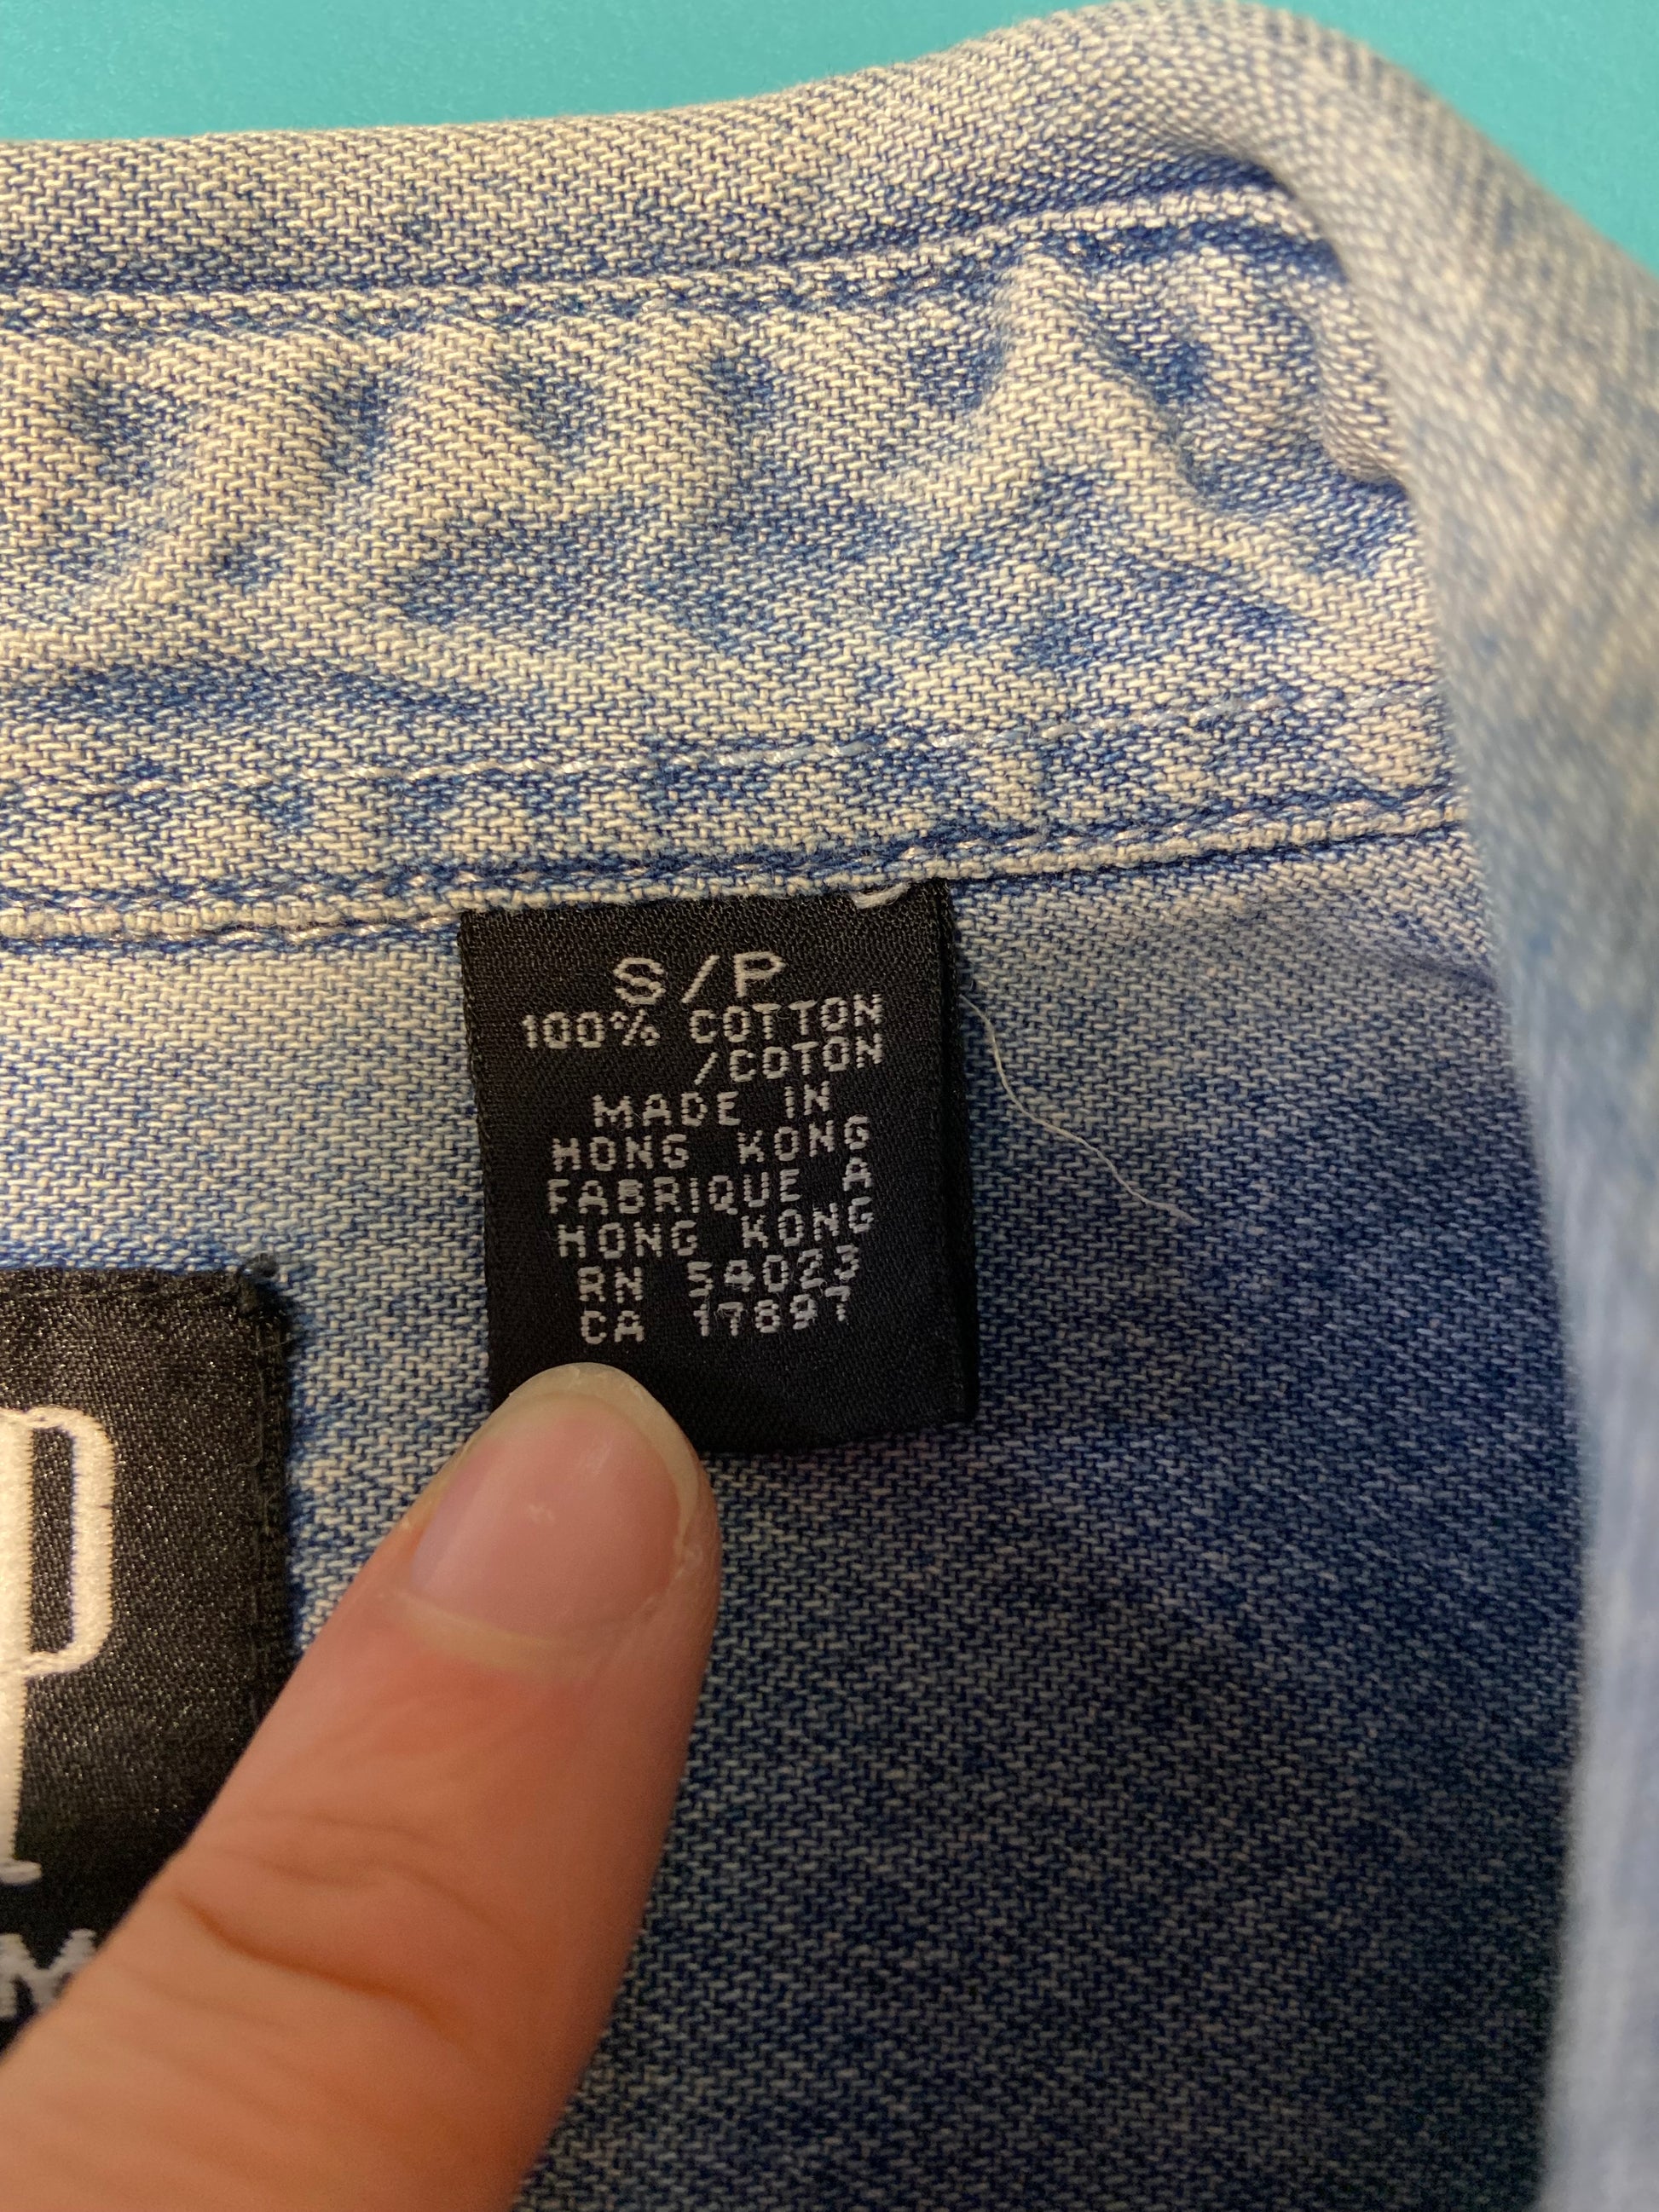 S/P
100% COTTON
/COTON
MADE IN
HONG KONG
FABRIQUE A
HONG KONG
RN 54023
CA 17897
P
M